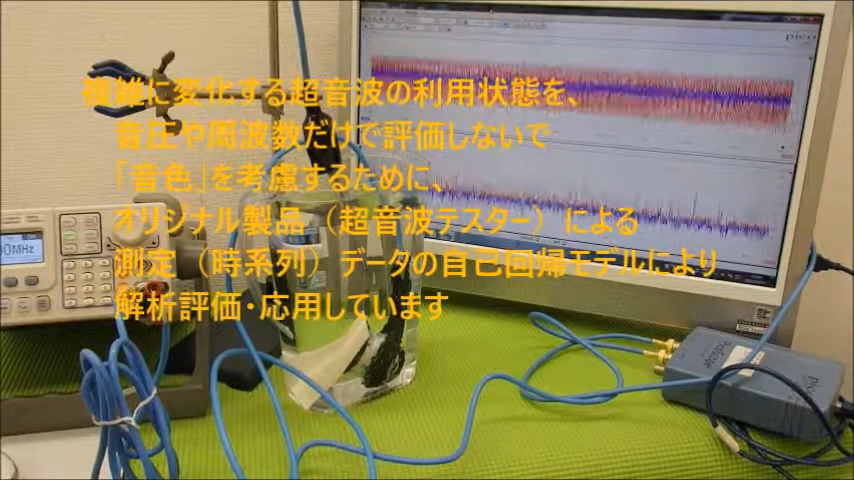 pico
複雑に変化する超音波の利用状態を、
音圧や周波数だけで評価しないで
「音色」を考慮するために、
オリジナル製品（超音波テスター）による
測定（時系列）データの自己回帰モデルにより
解析評価・応用しています
MHz
PicoScope
pico